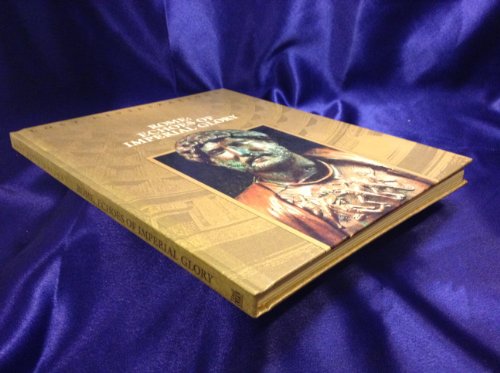 ROME:
ECHOES OF
IMPERIAL GLORY
ROME: ECHOES OF IMPERIAL GLORY